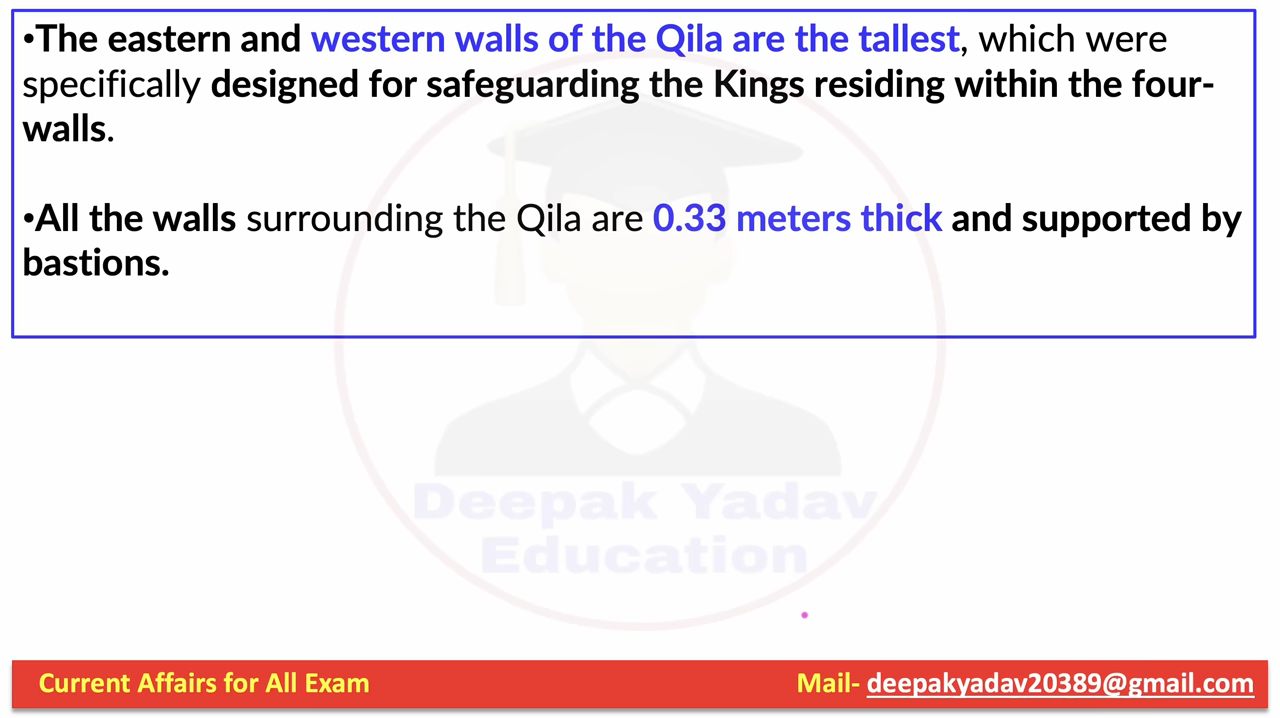 •The eastern and western walls of the Qila are the tallest, which were
specifically designed for safeguarding the Kings residing within the four-
walls.
•All the walls surrounding the Qila are 0.33 meters thick and supported by
bastions.
Deepak Yadav
Education
Current Affairs for All Exam
Mail- deepakyadav20389@gmail.com